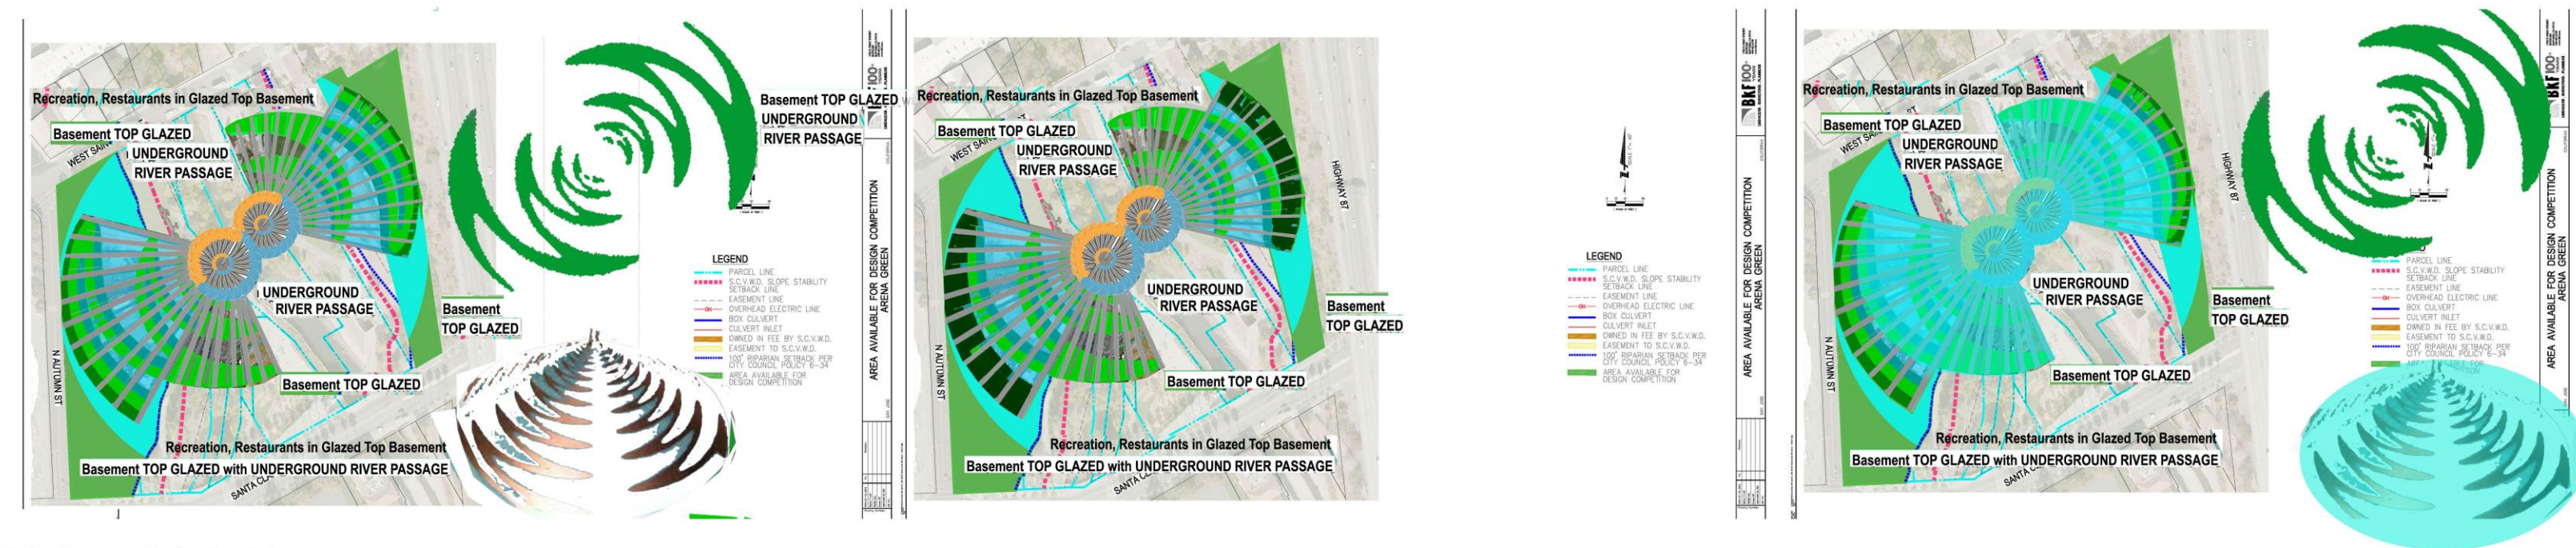 Recreation, Restaurants in Glazed Top Basement
Basement TOP GLAZED
WEST SAIN
UNDERGROUND
RIVER PASSAGE
Basement TOP GLAZED
UNDERGROUND
RIVER PASSAGE
UNDERGROUND
RIVER PASSAGE
Basement
TOP GLAZED
N AUTUMN ST
Basement TOP GLAZED
Recreation, Restaurants in Glazed Top Basement
Basement TOP GLAZED with UNDERGROUND RIVER PASSAGE
SANTA CLA
LEGEND
PARCEL LINE
S.C.V.W.D. SLOPE STABILITY
SETBACK LINE
EASEMENT LINE
OVERHEAD ELECTRIC LINE
BOX CULVERT
CULVERT INLET
OWNED IN FEE BY S.C.V.W.D.
EASEMENT TO S.C.V.W.D.
100' RIPARIAN SETBACK PER
CITY COUNCIL POLICY 6-34
AREA AVAILABLE FOR
DESIGN COMPETITION
100
AREA AVAILABLE FOR DESIGN COMPETITION
ARENA GREEN
Recreation, Restaurants in Glazed Top Basement
Basement TOP GLAZED
WEST SAI
UNDERGROUND
RIVER PASSAGE
HIGHWAY 87
UNDERGROUND
RIVER PASSAGE
Basement
TOP GLAZED
N AUTUMN ST
Basement TOP GLAZED
Recreation, Restaurants in Glazed Top Basement
Basement TOP GLAZED with UNDERGROUND RIVER PASSAGE
SANTA C
LEGEND
PARCEL LINE
S.C.V.W.D. SLOPE STABILITY
SETBACK LINE
EASEMENT LINE
OVERHEAD ELECTRIC LINE
BOX CULVERT
CULVERT INLET
OWNED IN FEE BY S.C.V.W.D.
EASEMENT TO S.C.V.W.D.
100' RIPARIAN SETBACK PER
CITY COUNCIL POLICY 6-34
AREA AVAILABLE FOR
DESIGN COMPETITION
BKF 100
AREA AVAILABLE FOR DESIGN COMPETITION
ARENA GREEN
Recreation, Restaurants in Glazed Top Basement
Basement TOP GLAZED
UNDERGROUND
RIVER PASSAGE
HIGHWAY 87
UNDERGROUND
RIVER PASSAGE
Basement
TOP GLAZED
N AUTUMN ST
Basement TOP GLAZED
Recreation, Restaurants in Glazed Top Basement
Basement TOP GLAZED with UNDERGROUND RIVER PASSAGE
SANTA C
PARCEL LINE
S.C.V.W.D. SLOPE STABILITY
SETBACK LINE
EASEMENT LINE
OVERHEAD ELECTRIC LINE
BOX CULVERT
CULVERT INLET
OWNED IN FEE BY S.C.V.W.D.
EASEMENT TO S.C.V.W.D.
100' RIPARIAN SETBACK PER
CITY COUNCIL POLICY 6-34
BKF 100
AREA AVAILABLE FOR DESIGN COMPETITION
ARENA GREEN